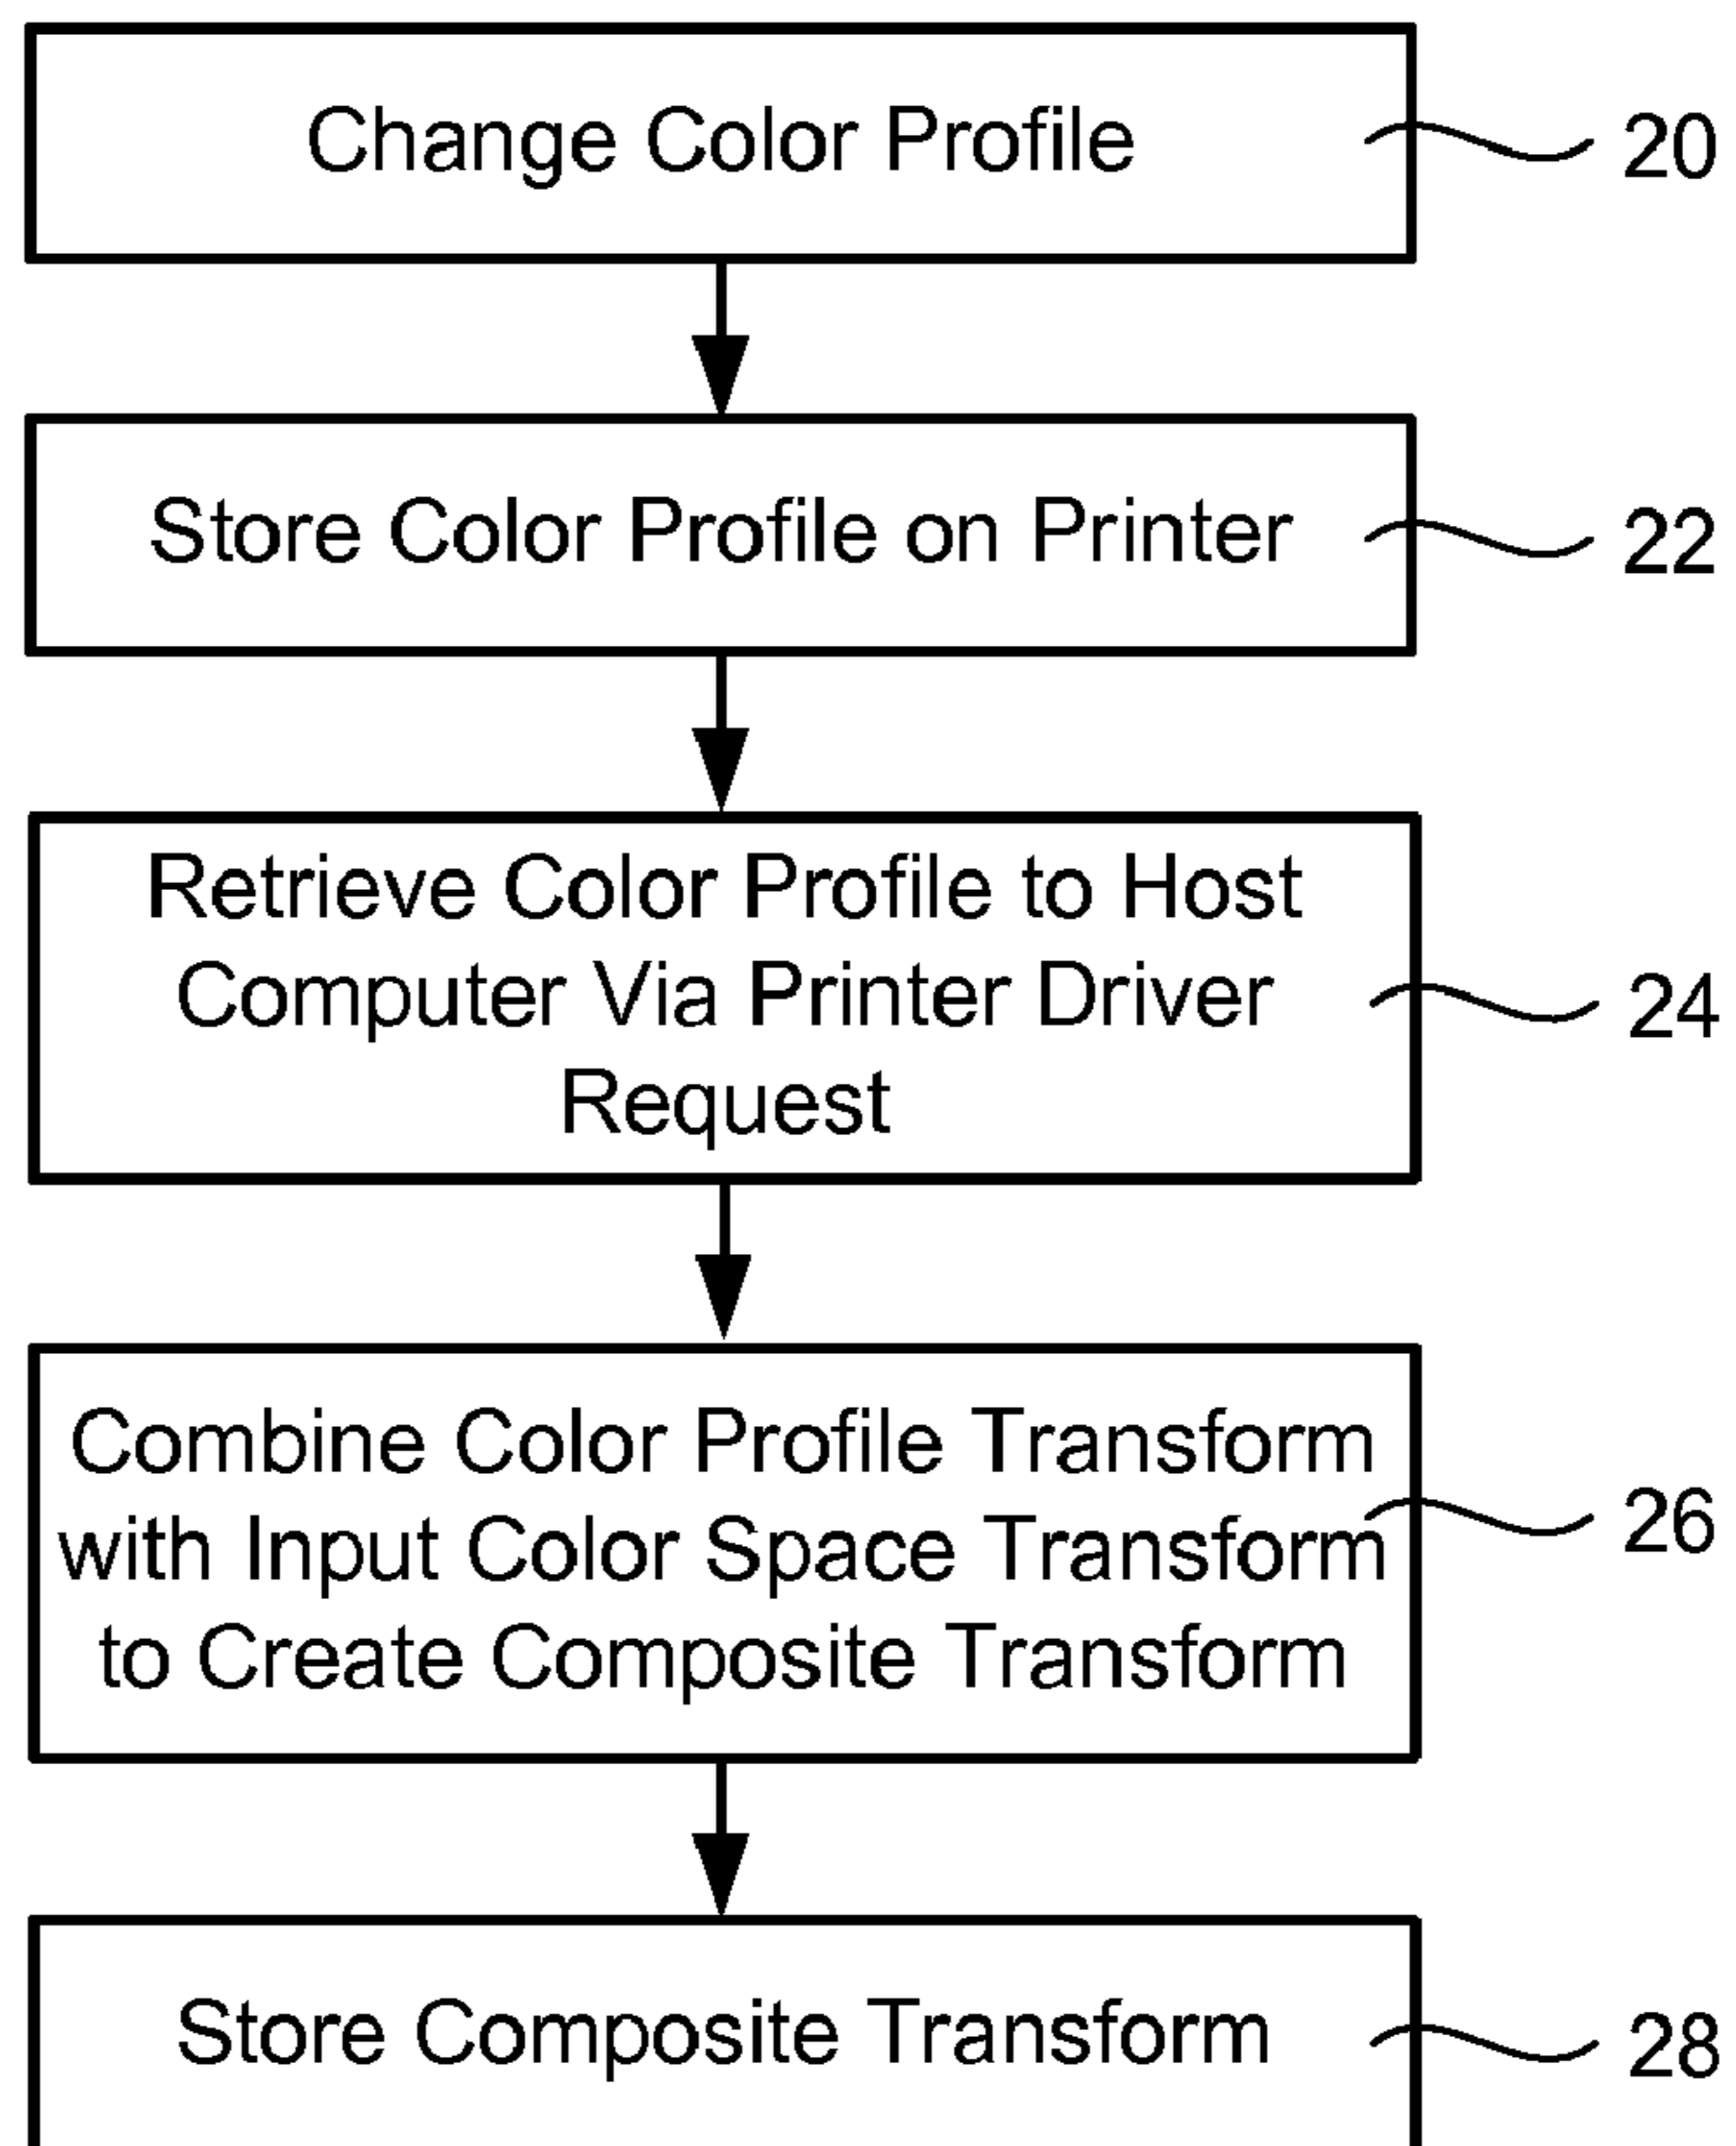 Change Color Profile
20
Store Color Profile on Printer
22
Retrieve Color Profile to Host
Computer Via Printer Driver
Request
24
Combine Color Profile Transform
with Input Color Space Transform
to Create Composite Transform
26
Store Composite Transform
28